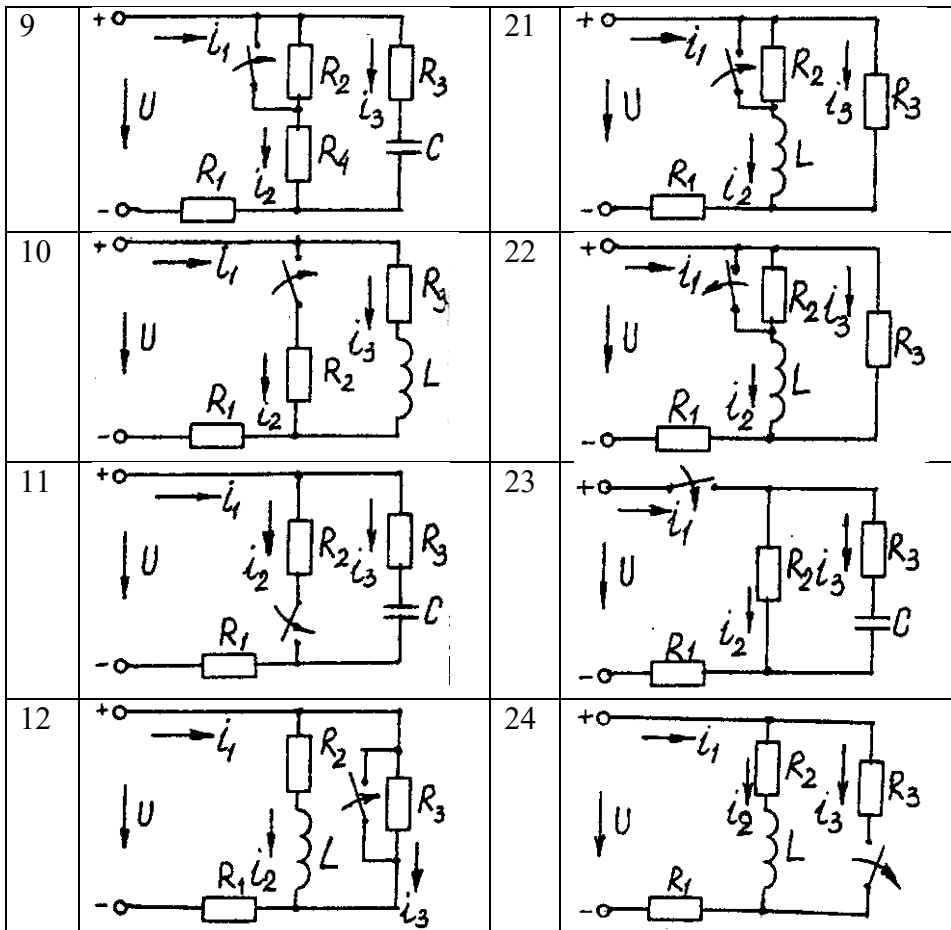 9
+
i1
R2
R3
i3
U
R4
C
i2
R1
-
21
+
i1
R2
i3
R3
U
L
i2
R1
-
10
+
i1
R3
i3
U
R2
L
i2
R1
-
22
+
i1
R2
i3
R3
U
L
i2
R1
-
11
+
i1
R2
i2
i3
R3
U
C
R1
-
23
+
i1
R2
i3
R3
U
i2
C
R1
-
12
+
i1
R2
R3
U
i2
L
R1
i3
-
24
+
i1
R2
i2
i3
R3
U
L
R1
-